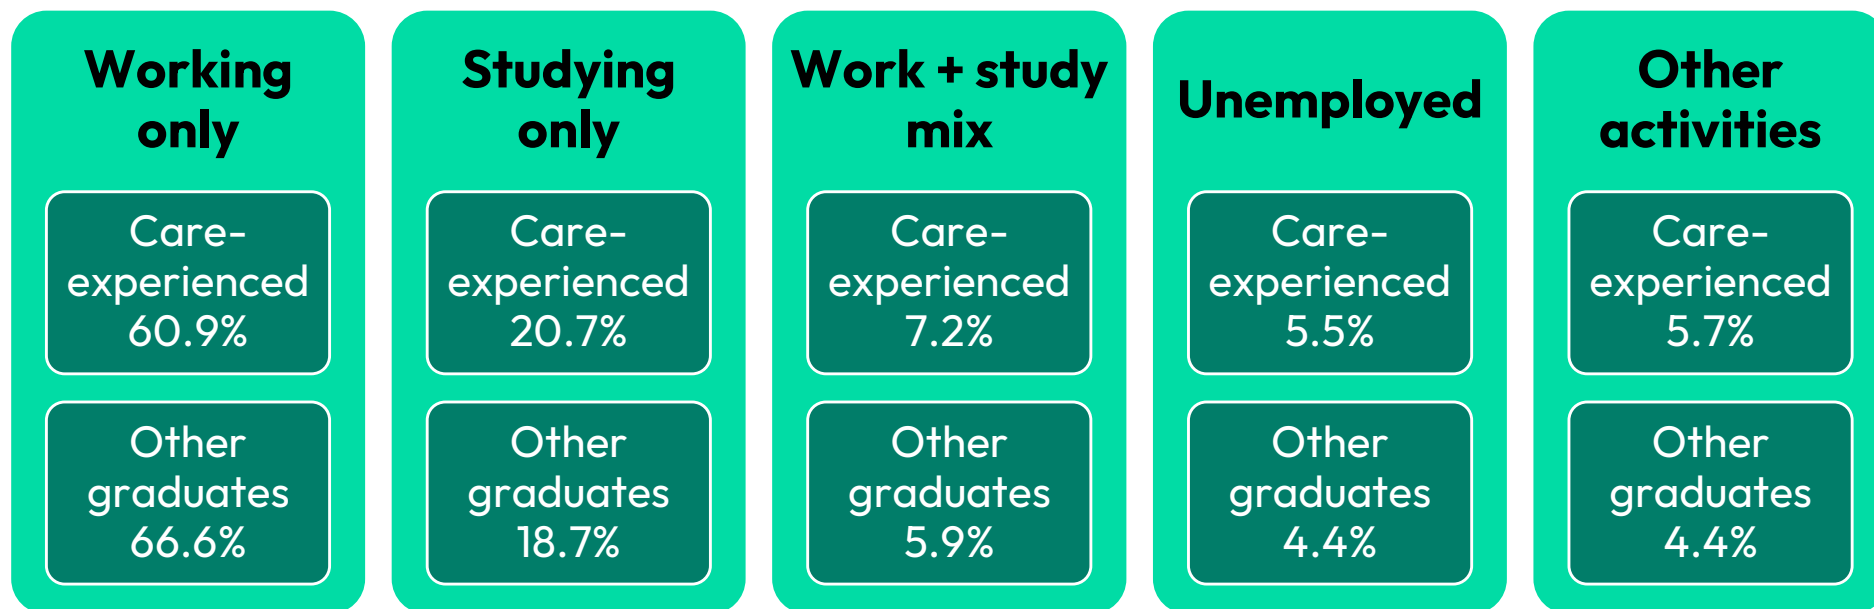 Working
only
Care-
experienced
60.9%
Other
graduates
66.6%
Studying
only
Care-
experienced
20.7%
Other
graduates
18.7%
Work + study
mix
Care-
experienced
7.2%
Other
graduates
5.9%
Unemployed
Care-
experienced
5.5%
Other
graduates
4.4%
Other
activities
Care-
experienced
5.7%
Other
graduates
4.4%